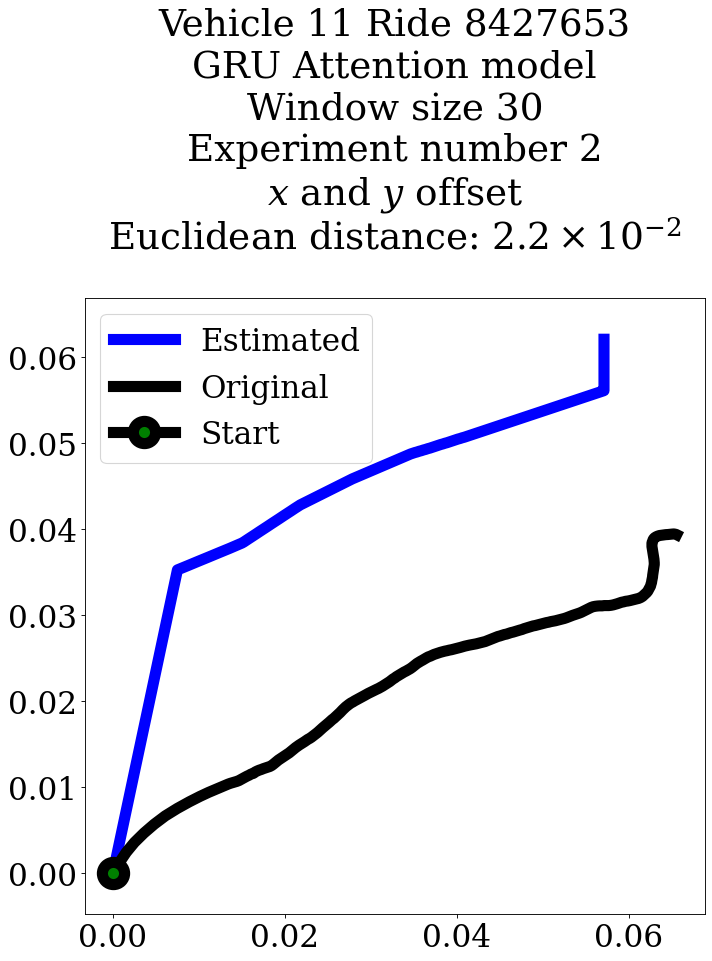 Vehicle 11 Ride 8427653
GRU Attention model
Window size 30
Experiment number 2
x and y offset
Euclidean distance: 2.2 × 10⁻²
Estimated
Original
Start
0.06
0.05
0.04
0.03
0.02
0.01
0.00
0.00 0.02 0.04 0.06